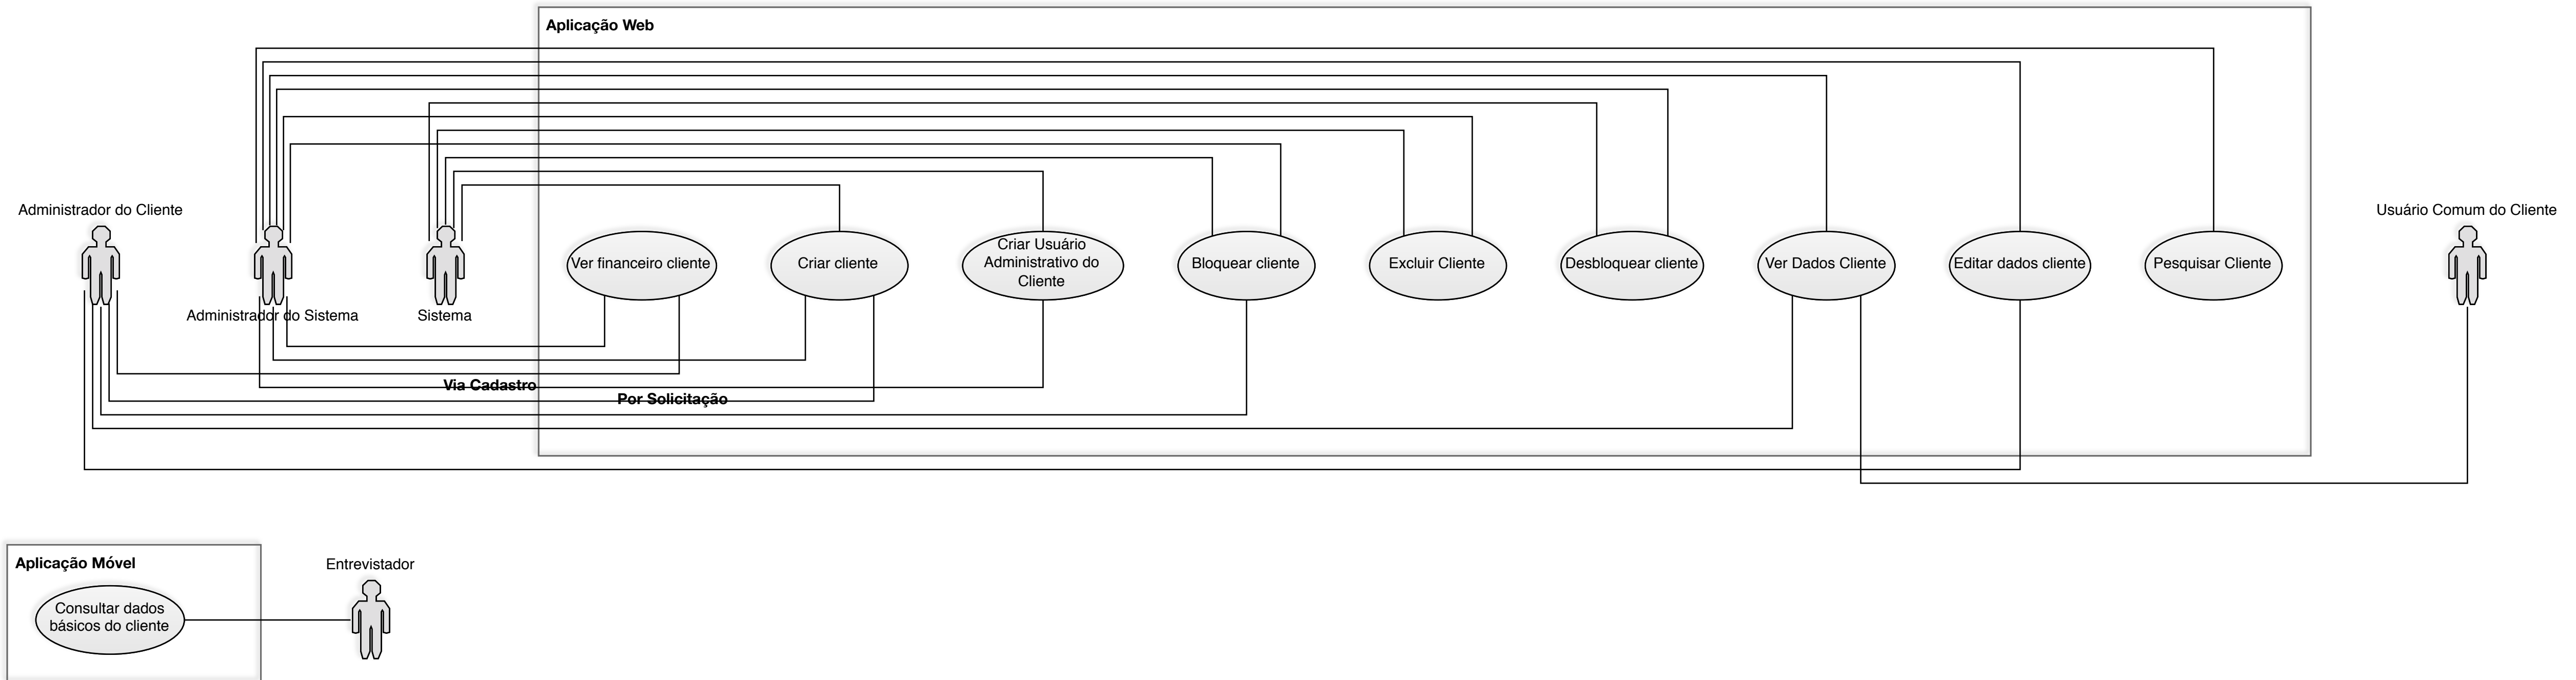 Aplicação Web
Administrador do Cliente
Usuário Comum do Cliente
Ver financeiro cliente
Criar cliente
Criar Usuário
Administrativo do
Cliente
Bloquear cliente
Excluir Cliente
Desbloquear cliente
Ver Dados Cliente
Editar dados cliente
Pesquisar Cliente
Administrador do Sistema
Sistema
Via Cadastro
Por Solicitação
Aplicação Móvel
Entrevistador
Consultar dados
básicos do cliente